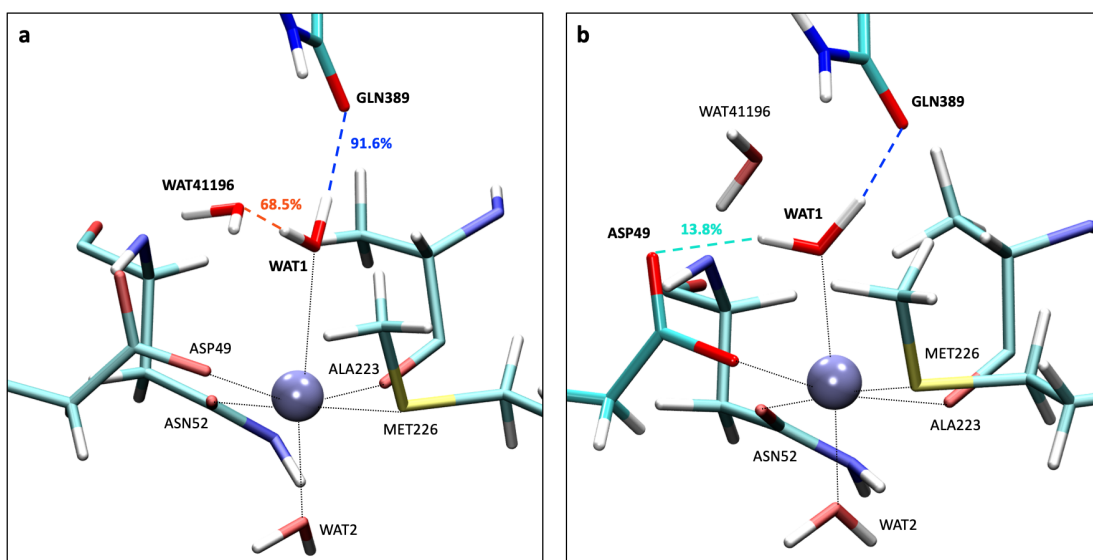 a
GLN389
91.6%
WAT41196
68.5%
WAT1
ASP49
ALA223
ASN52
MET226
WAT2
b
GLN389
WAT41196
WAT1
ASP49
13.8%
MET226
ALA223
ASN52
WAT2